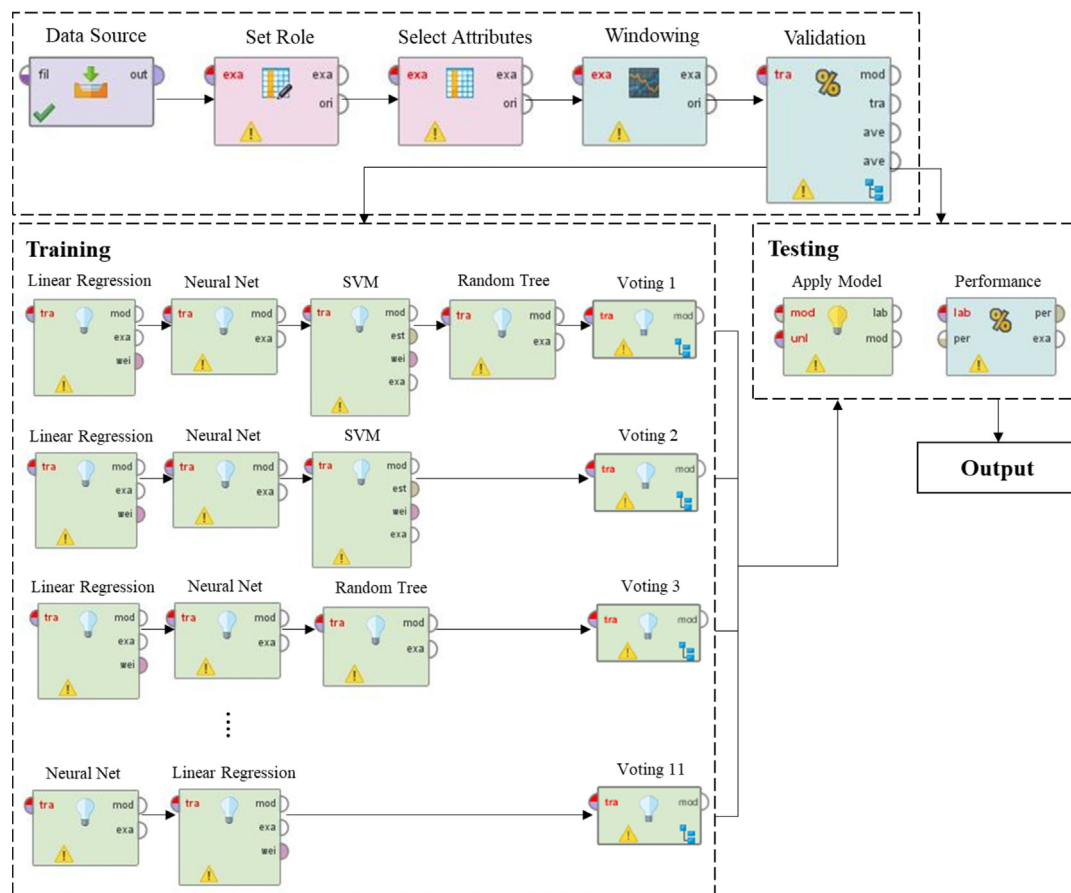 Data Source
Set Role
Select Attributes
Windowing
Validation
fil out
exa exa
ori
exa exa
ori
exa exa
ori
tra mod
tra
ave
ave
Training
Linear Regression
Neural Net
SVM
Random Tree
Voting 1
tra mod
exa
wei
tra mod
exa
tra mod
est
wei
exa
tra mod
exa
tra mod
Linear Regression
Neural Net
SVM
Voting 2
tra mod
exa
wei
tra mod
exa
tra mod
est
wei
exa
tra mod
Linear Regression
Neural Net
Random Tree
Voting 3
tra mod
exa
wei
tra mod
exa
tra mod
exa
tra mod
Neural Net
Linear Regression
Voting 11
tra mod
exa
tra mod
exa
wei
tra mod
Testing
Apply Model
Performance
mod lab
unl mod
lab per
per exa
Output